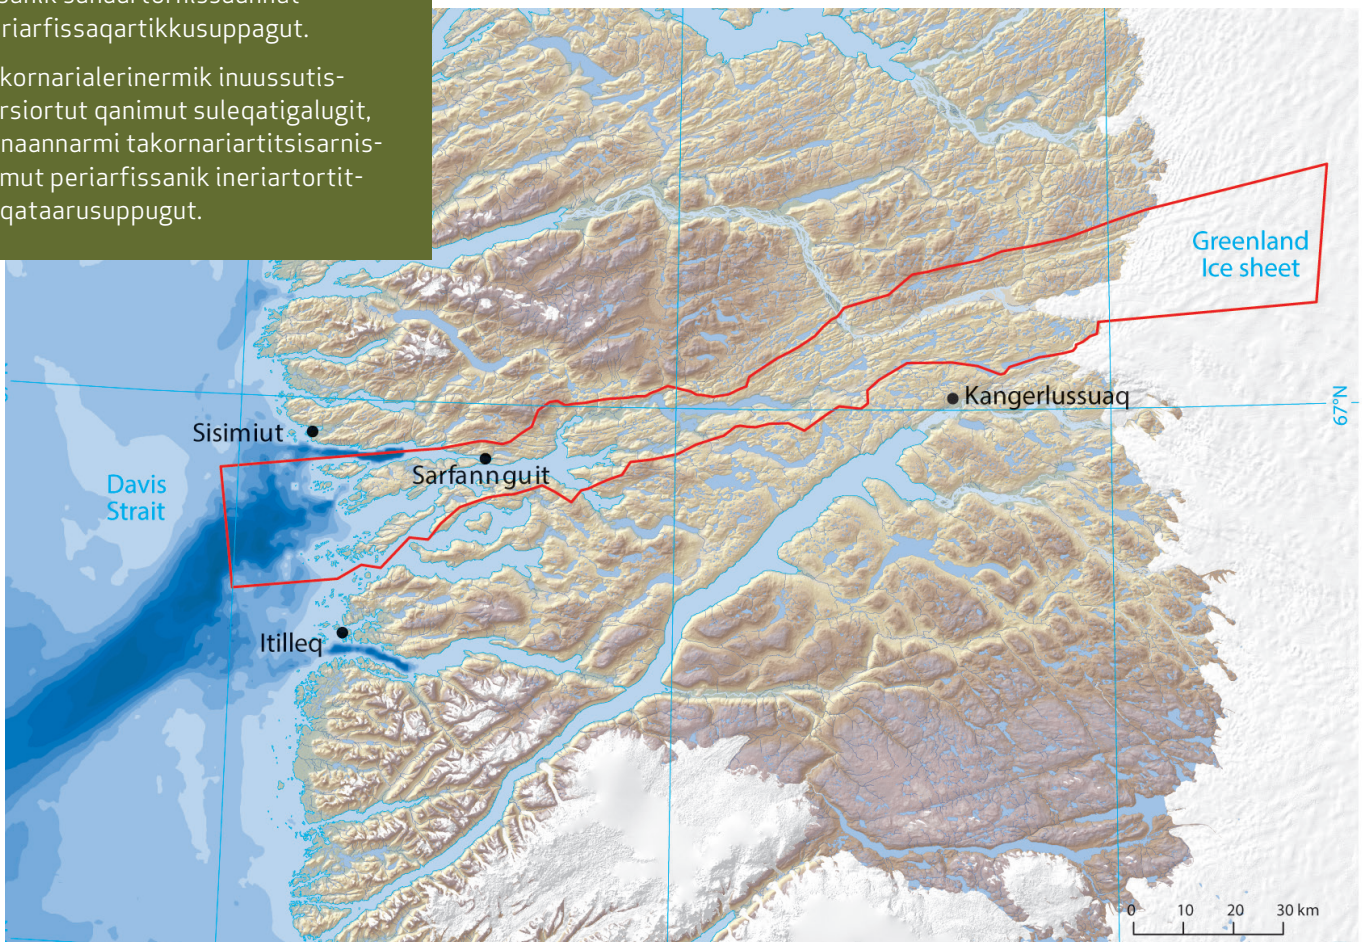 riarfissaqartikkusuppagut.
kornarialerinermik inuussutis-
rsiortut qanimut suleqatigalugit,
naannarmi takornariartitsisarnis-
mut periarfissanik ineriartortit-
qataarusuppugut.
Greenland
Ice sheet
67°N
Kangerlussuaq
Sisimiut
Sarfannguit
Davis
Strait
Itilleq
0 10 20 30 km